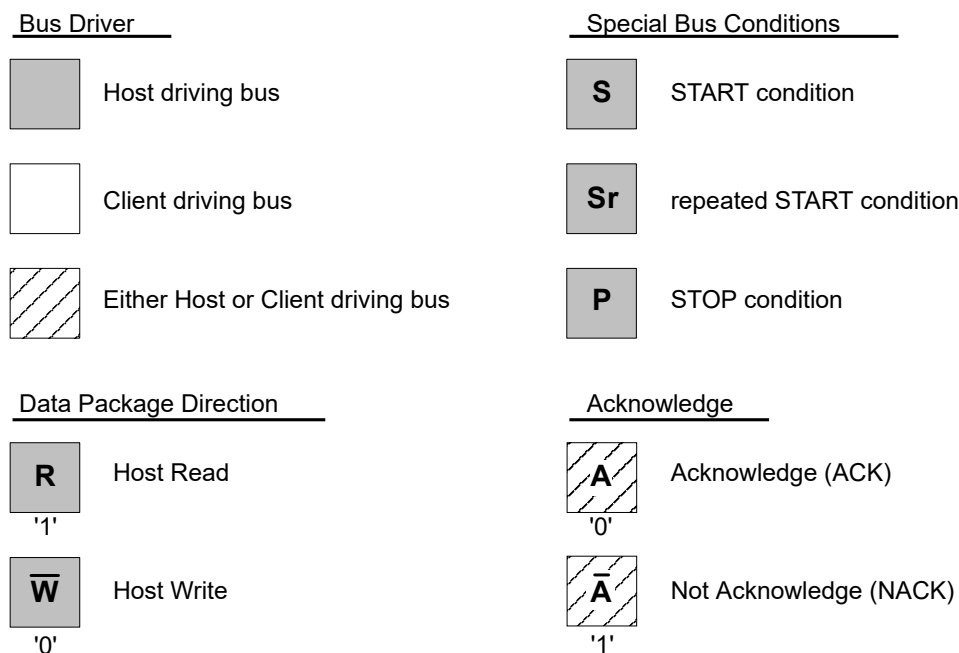 Bus Driver
Host driving bus
Client driving bus
Either Host or Client driving bus
Special Bus Conditions
S START condition
Sr repeated START condition
P STOP condition
Data Package Direction
R Host Read
'1'
W̅ Host Write
'0'
Acknowledge
A Acknowledge (ACK)
'0'
A̅ Not Acknowledge (NACK)
'1'